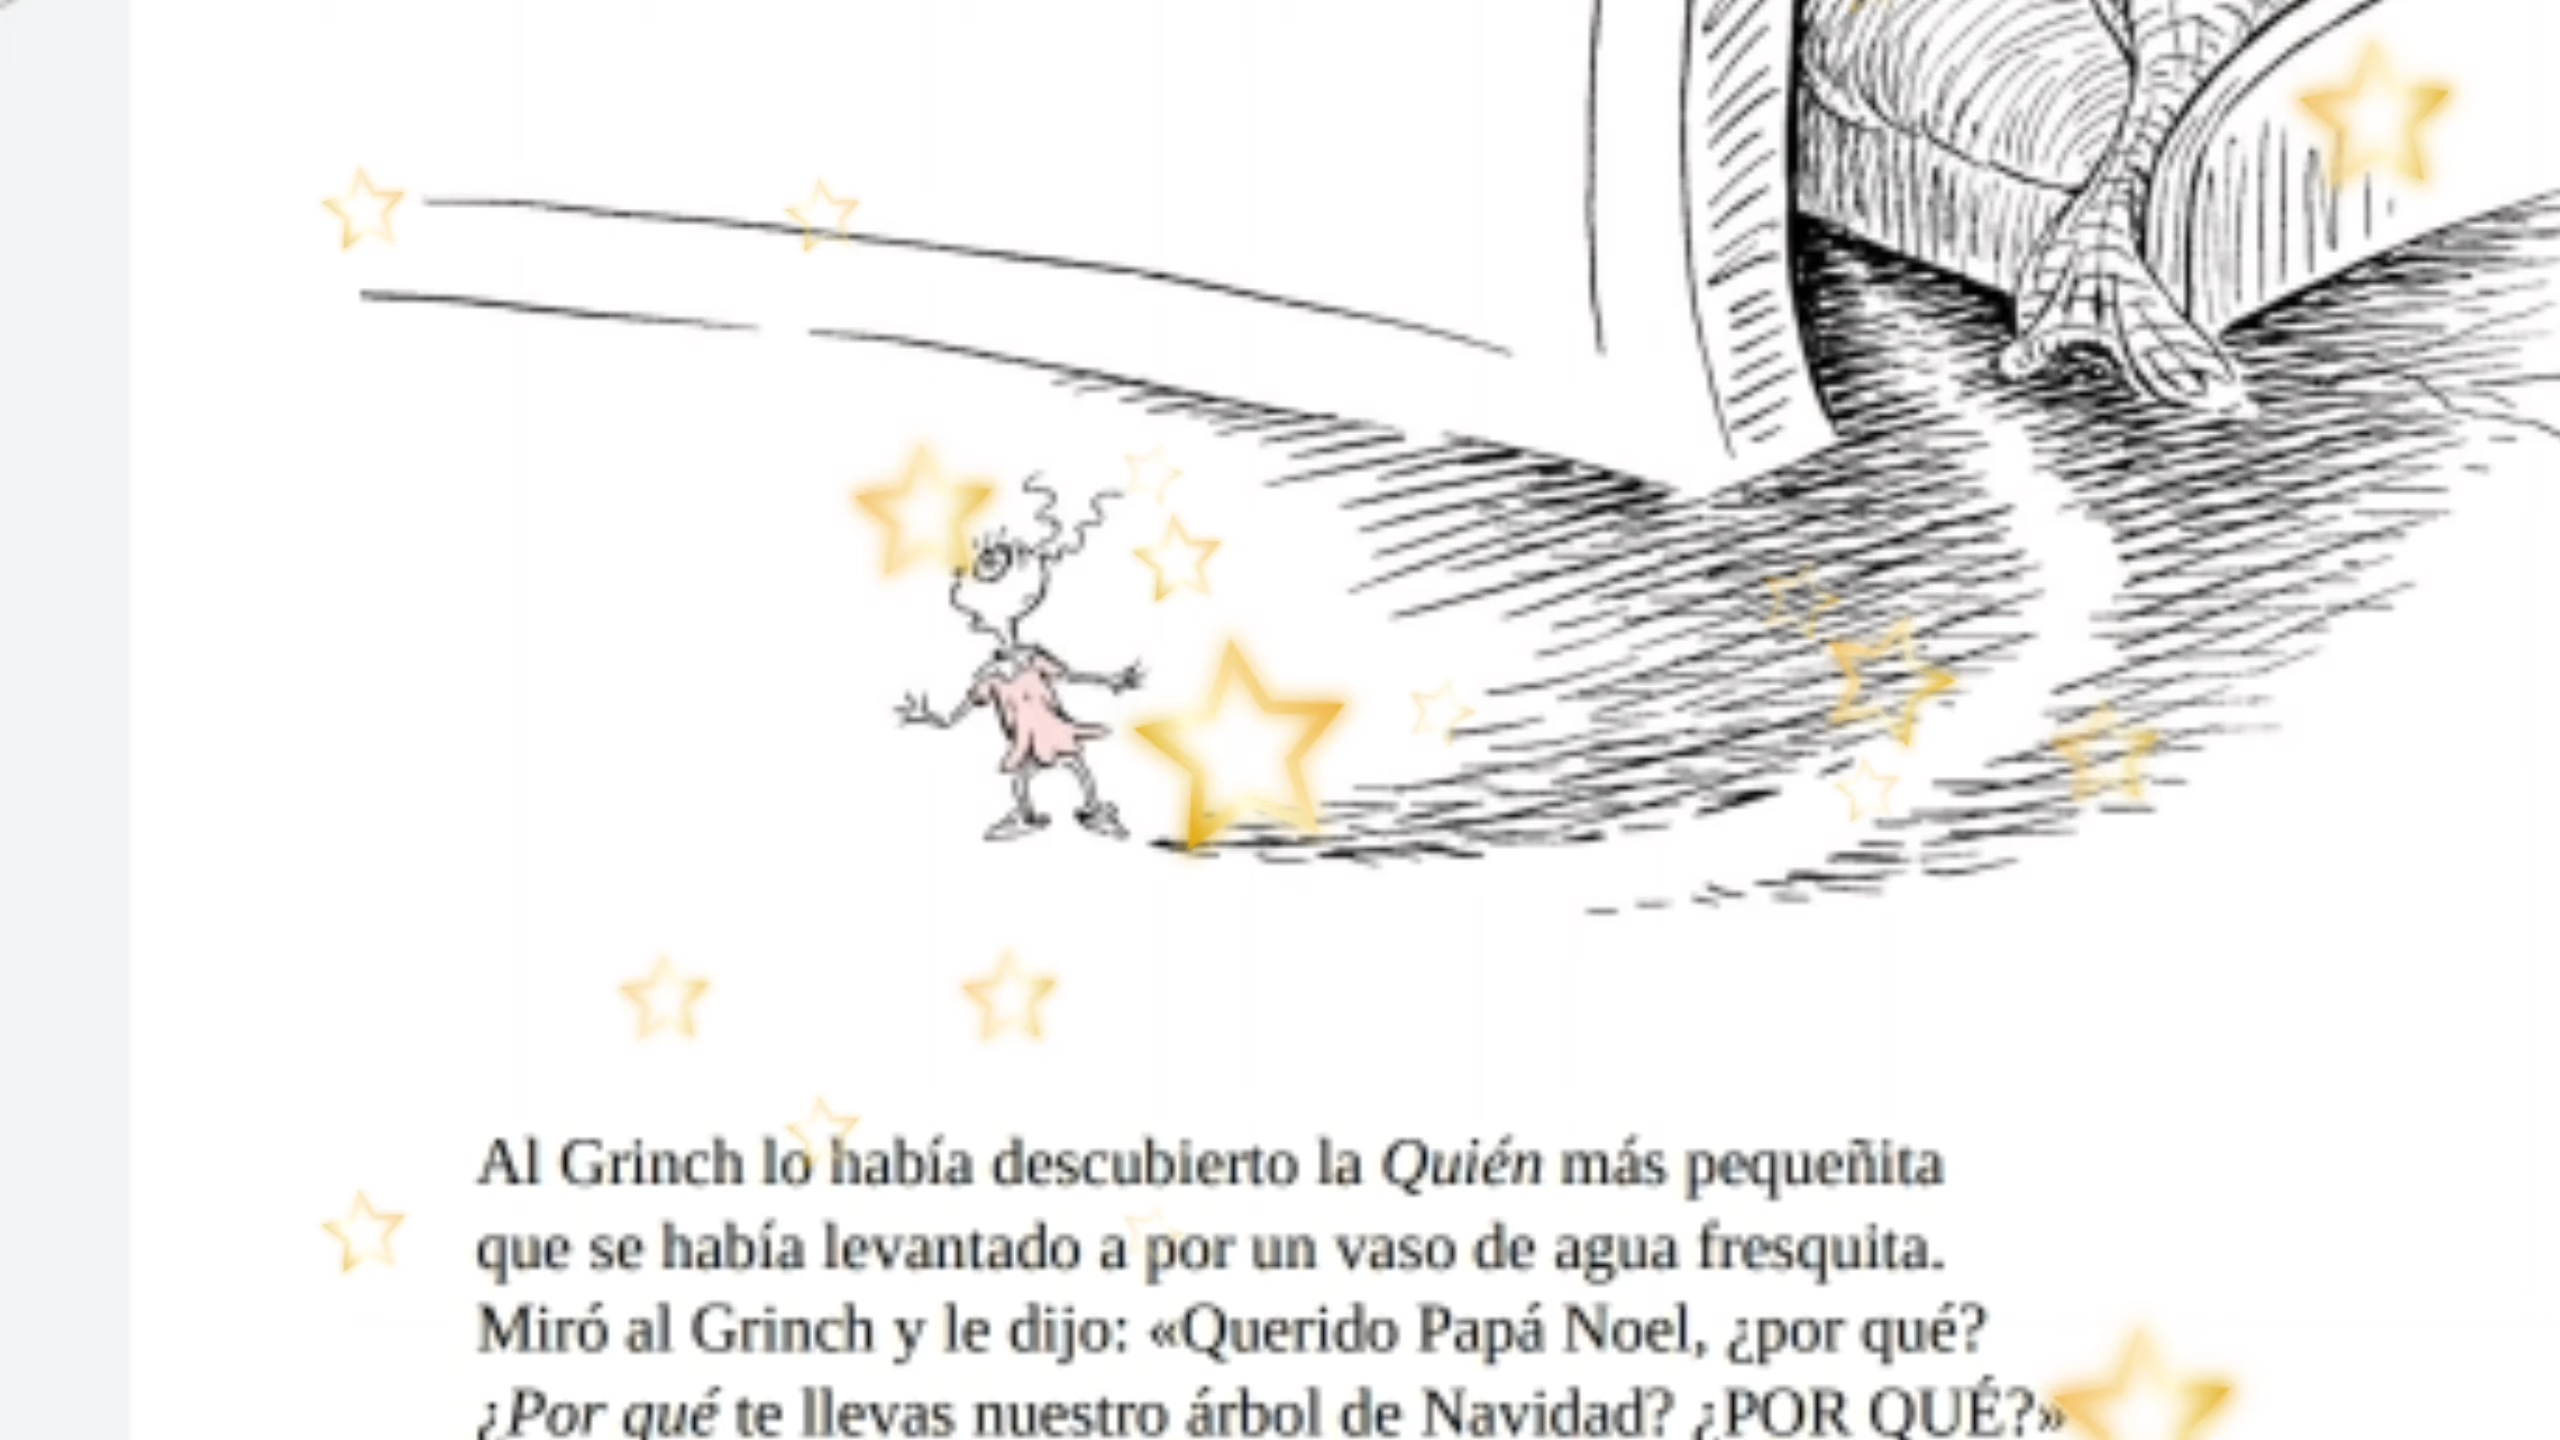 Al Grinch lo había descubierto la Quién más pequeñita
que se había levantado a por un vaso de agua fresquita.
Miró al Grinch y le dijo: «Querido Papá Noel, ¿por qué?
¿Por qué te llevas nuestro árbol de Navidad? ¿POR QUÉ?»